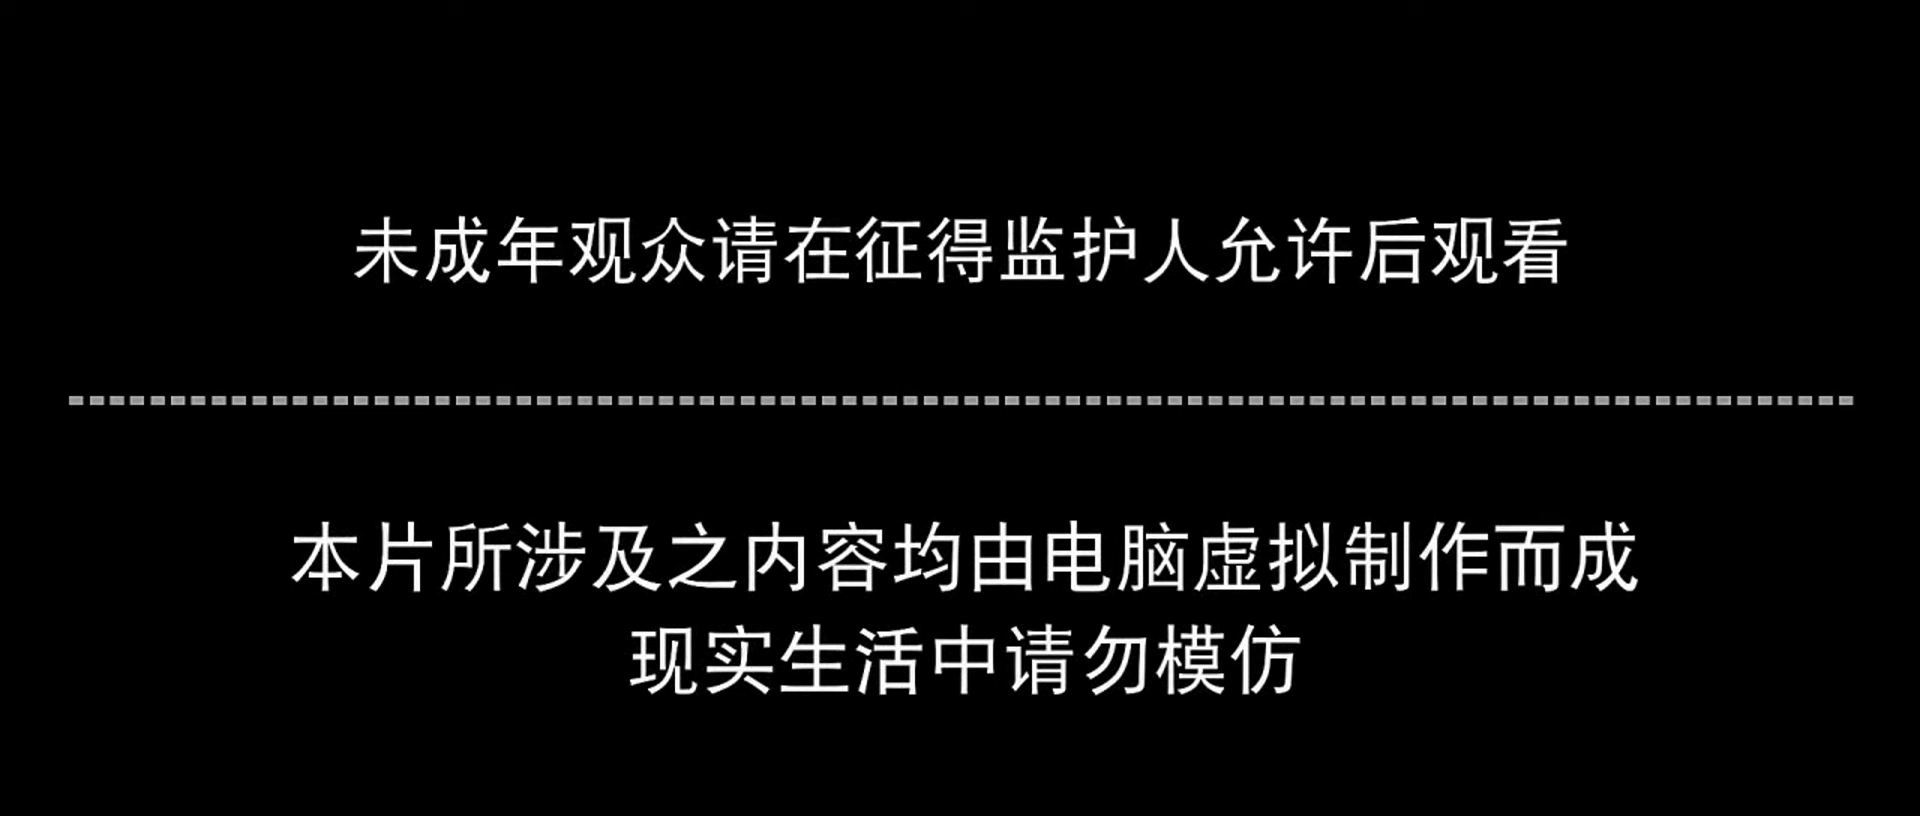 未成年观众请在征得监护人允许后观看
本片所涉及之内容均由电脑虚拟制作而成
现实生活中请勿模仿